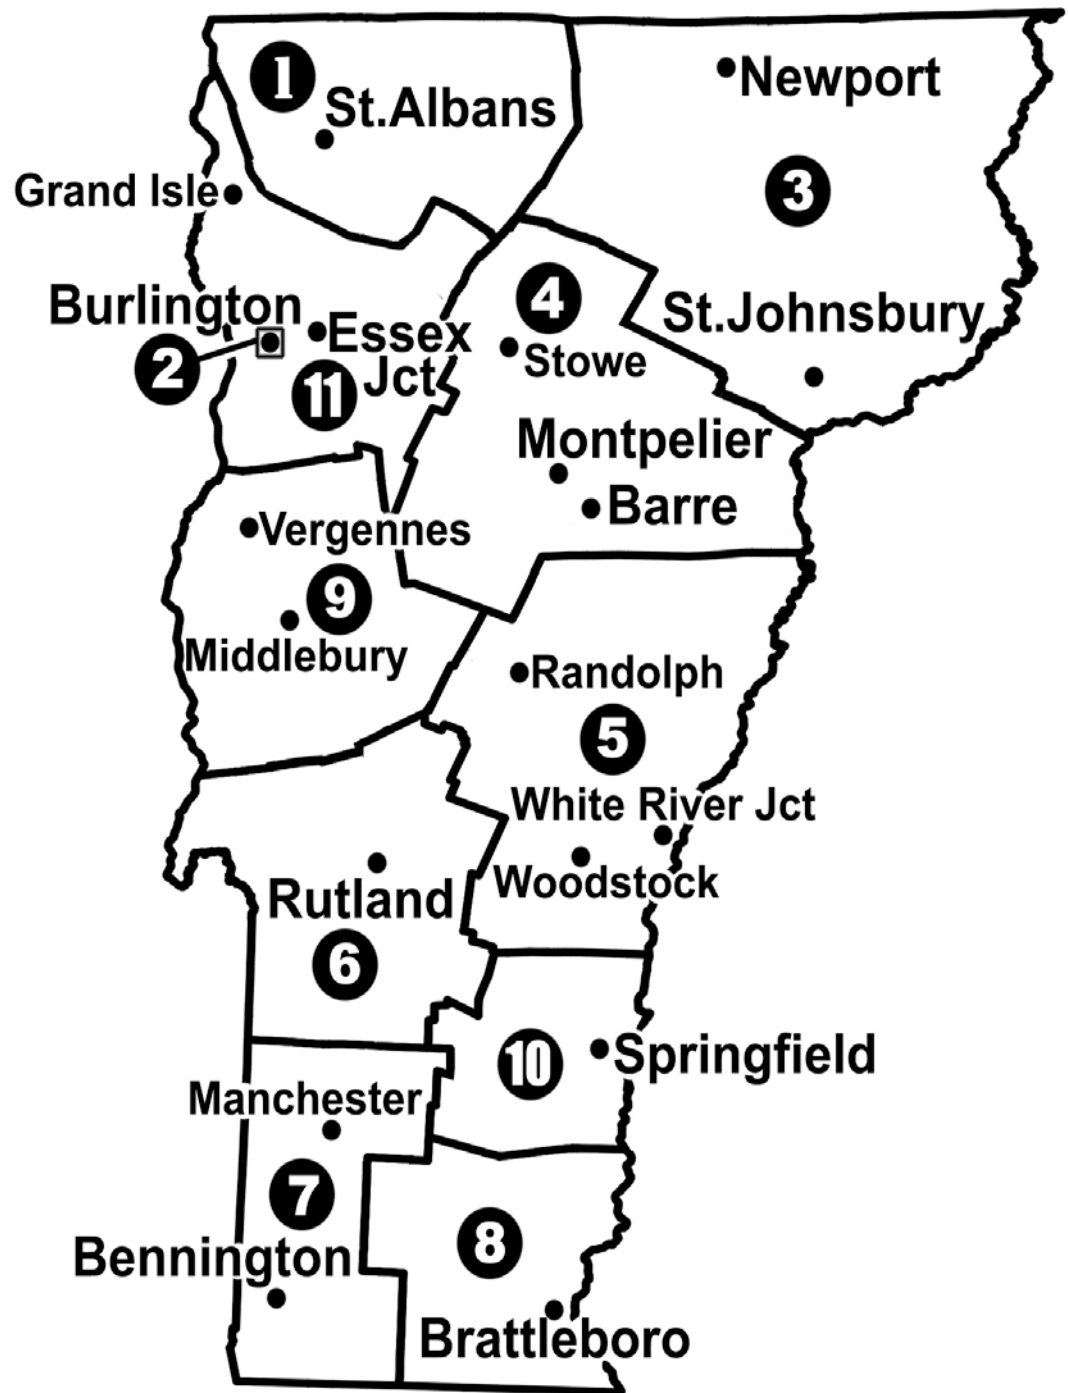 1
St.Albans
Newport
3
Grand Isle
Burlington
2
Essex
Jct
11
4
Stowe
St.Johnsbury
Montpelier
Barre
Vergennes
9
Middlebury
Randolph
5
White River Jct
Woodstock
Rutland
6
10
Springfield
Manchester
7
Bennington
8
Brattleboro